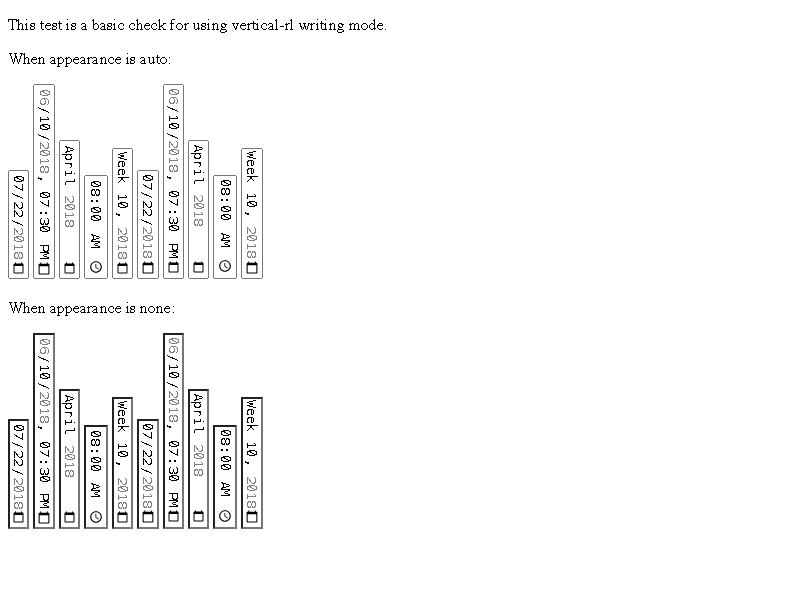 This test is a basic check for using vertical-rl writing mode.
When appearance is auto:
07/22/2018
06/10/2018, 07:30 PM
April 2018
08:00 AM
Week 10, 2018
07/22/2018
06/10/2018, 07:30 PM
April 2018
08:00 AM
Week 10, 2018
When appearance is none:
07/22/2018
06/10/2018, 07:30 PM
April 2018
08:00 AM
Week 10, 2018
07/22/2018
06/10/2018, 07:30 PM
April 2018
08:00 AM
Week 10, 2018